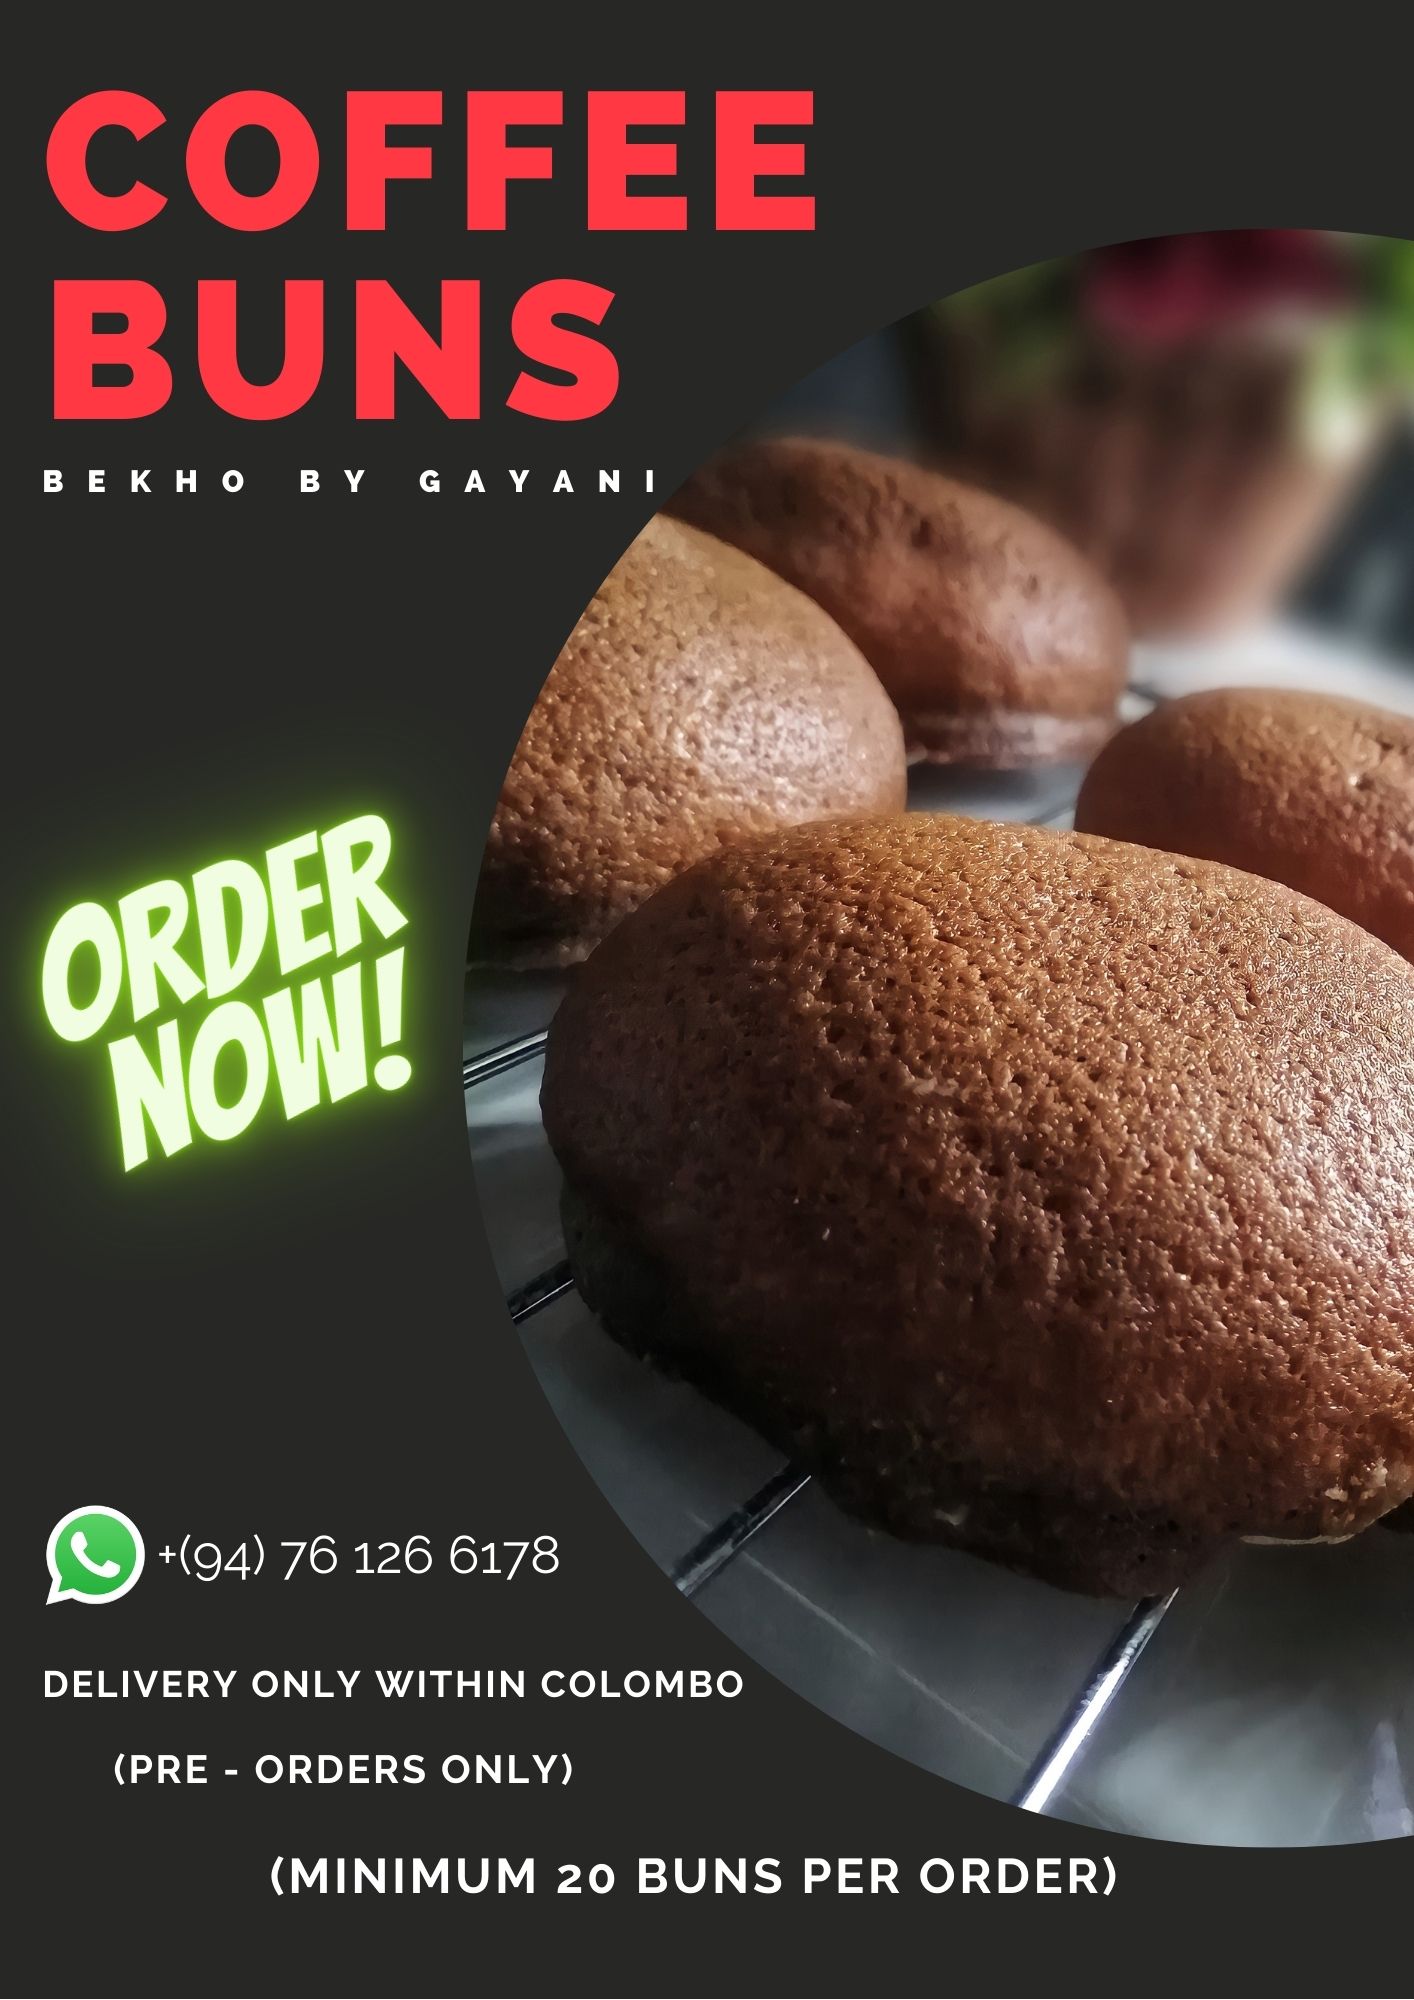 COFFEE
BUNS
BEKHO BY GAYANI
ORDER
NOW!
+(94) 76 126 6178
DELIVERY ONLY WITHIN COLOMBO
(PRE - ORDERS ONLY)
(MINIMUM 20 BUNS PER ORDER)